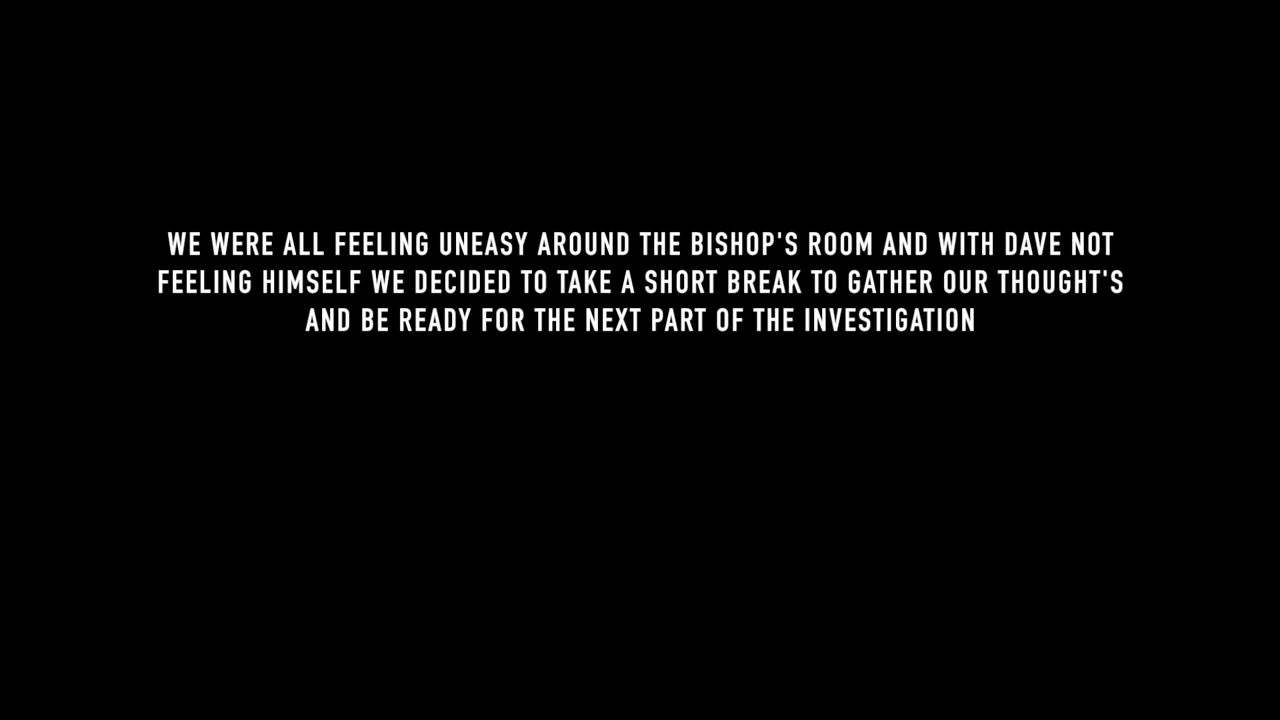 WE WERE ALL FEELING UNEASY AROUND THE BISHOP'S ROOM AND WITH DAVE NOT
FEELING HIMSELF WE DECIDED TO TAKE A SHORT BREAK TO GATHER OUR THOUGHT'S
AND BE READY FOR THE NEXT PART OF THE INVESTIGATION